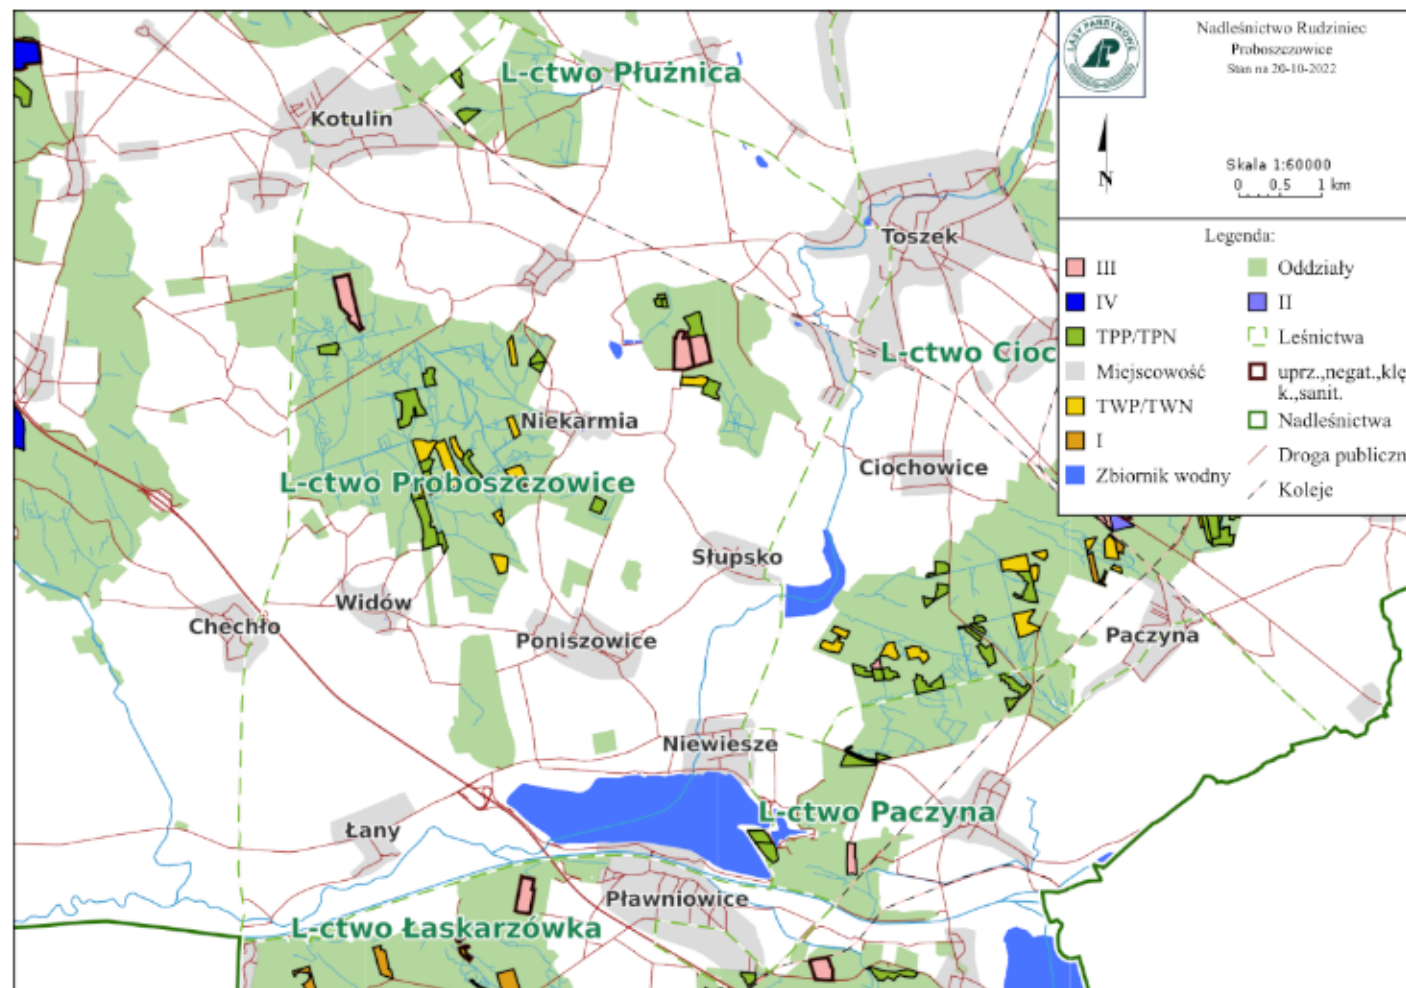 Nadleśnictwo Rudziniec
Proboszczowice
Stan na 20-10-2022
LASY PAŃSTWOWE
N
Skala 1:60000
0 0.5 1 km
Legenda:
III
IV
TPP/TPN
Miejscowość
TWP/TWN
I
Zbiornik wodny
Oddziały
II
Leśnictwa
uprz.,negat.,klę
k.,sanit.
Nadleśnictwa
Droga publiczn
Koleje
L-ctwo Płużnica
Kotulin
Toszek
L-ctwo Cioc
Niekarmia
Ciochowice
L-ctwo Proboszczowice
Słupsko
Widów
Chechło
Poniszowice
Paczyna
Niewiesze
L-ctwo Paczyna
Łany
Pławniowice
L-ctwo Łaskarzówka